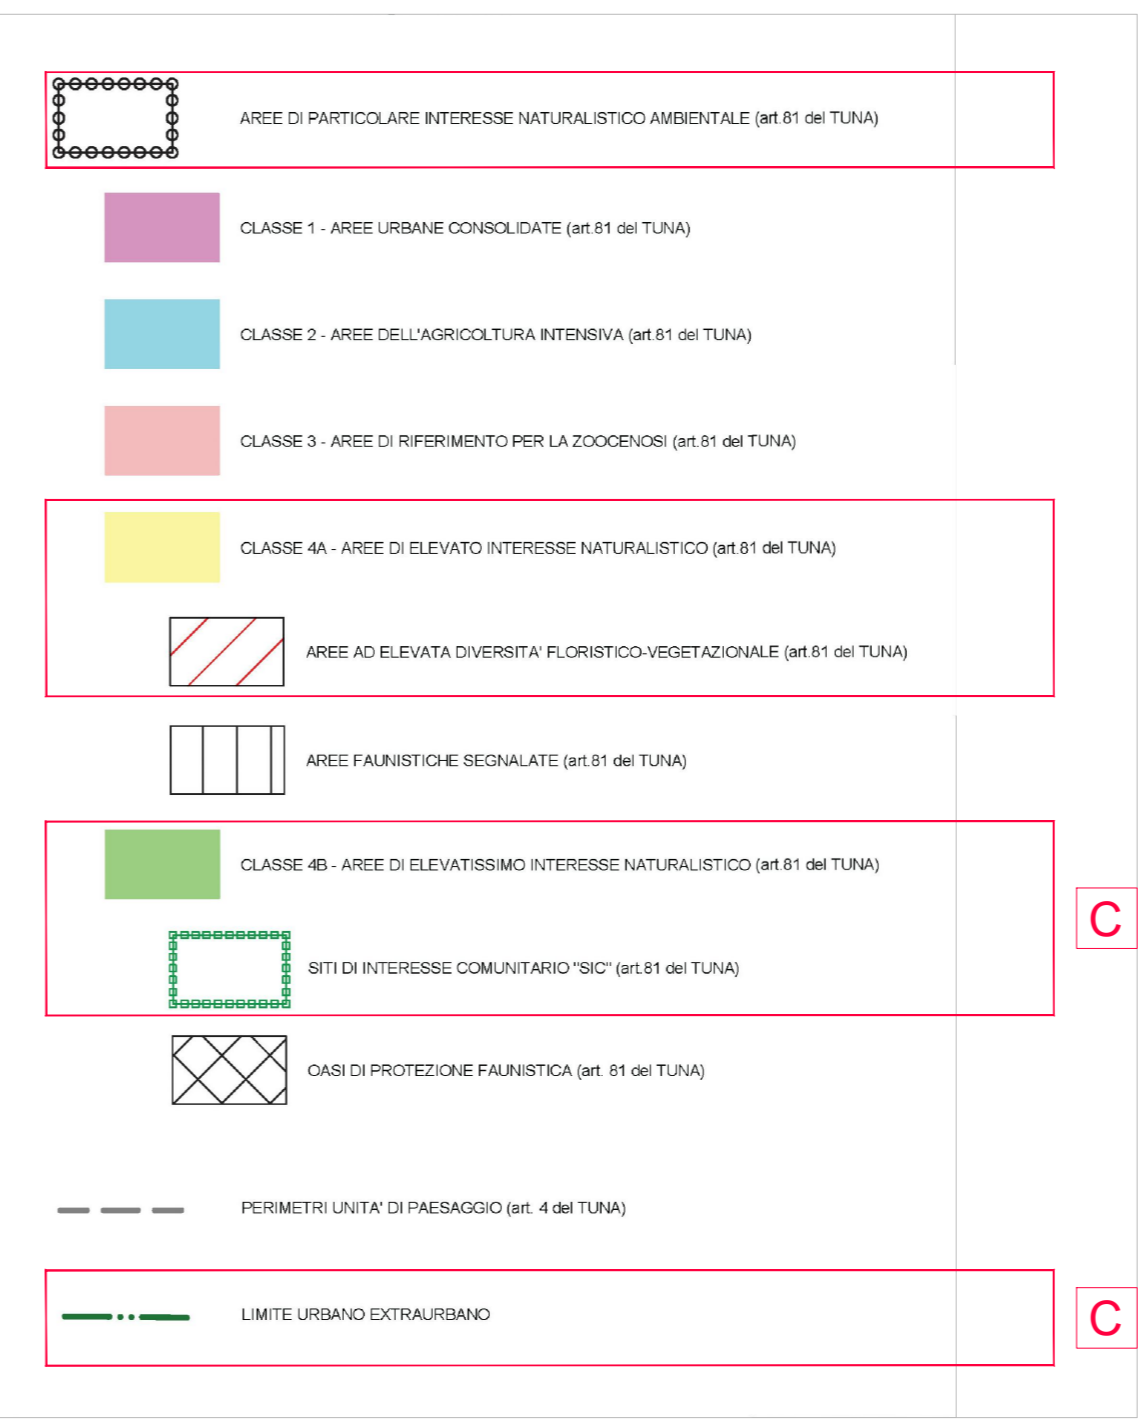 AREE DI PARTICOLARE INTERESSE NATURALISTICO AMBIENTALE (art.81 del TUNA)
CLASSE 1 - AREE URBANE CONSOLIDATE (art.81 del TUNA)
CLASSE 2 - AREE DELL'AGRICOLTURA INTENSIVA (art.81 del TUNA)
CLASSE 3 - AREE DI RIFERIMENTO PER LA ZOOCENOSI (art.81 del TUNA)
CLASSE 4A - AREE DI ELEVATO INTERESSE NATURALISTICO (art.81 del TUNA)
AREE AD ELEVATA DIVERSITA' FLORISTICO-VEGETAZIONALE (art.81 del TUNA)
AREE FAUNISTICHE SEGNALATE (art.81 del TUNA)
CLASSE 4B - AREE DI ELEVATISSIMO INTERESSE NATURALISTICO (art.81 del TUNA)
C
SITI DI INTERESSE COMUNITARIO "SIC" (art.81 del TUNA)
OASI DI PROTEZIONE FAUNISTICA (art. 81 del TUNA)
PERIMETRI UNITA' DI PAESAGGIO (art. 4 del TUNA)
LIMITE URBANO EXTRAURBANO
C